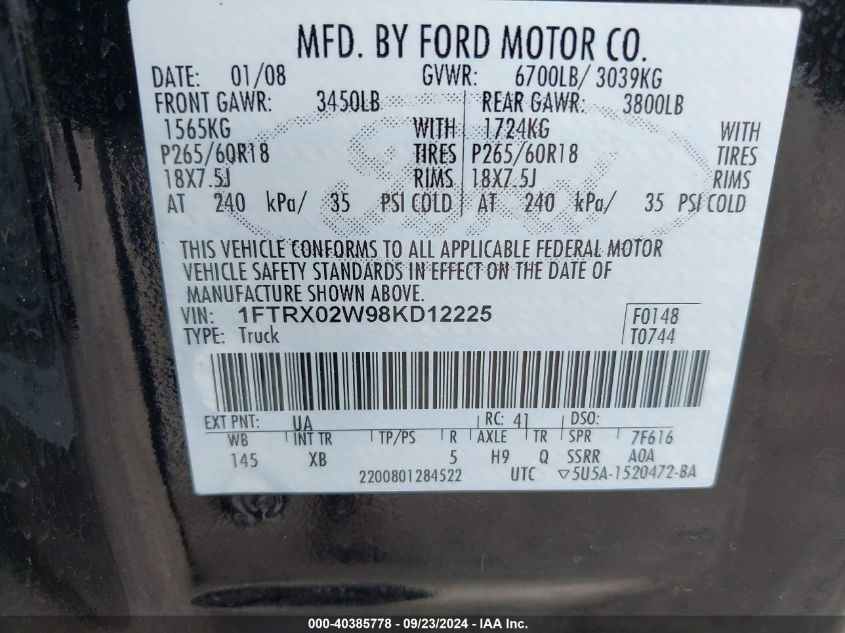 MFD. BY FORD MOTOR CO.
DATE: 01/08 GVWR: 6700LB/ 3039KG
FRONT GAWR: 3450LB REAR GAWR: 3800LB
1565KG WITH 1724KG WITH
P265/60R18 TIRES P265/60R18 TIRES
18X7.5J RIMS 18X7.5J RIMS
AT 240 kPa/ 35 PSI COLD AT 240 kPa/ 35 PSI COLD
THIS VEHICLE CONFORMS TO ALL APPLICABLE FEDERAL MOTOR
VEHICLE SAFETY STANDARDS IN EFFECT ON THE DATE OF
MANUFACTURE SHOWN ABOVE.
VIN: 1FTRX02W98KD12225 F0148
TYPE: Truck T0744
EXT PNT: UA RC: 41 DSO:
WB INT TR TP/PS R AXLE TR SPR 7F616
145 XB 5 H9 Q SSRR A0A
2200801284522 UTC ▽5U5A-1520472-BA
000-40385778 - 09/23/2024 - IAAI.com